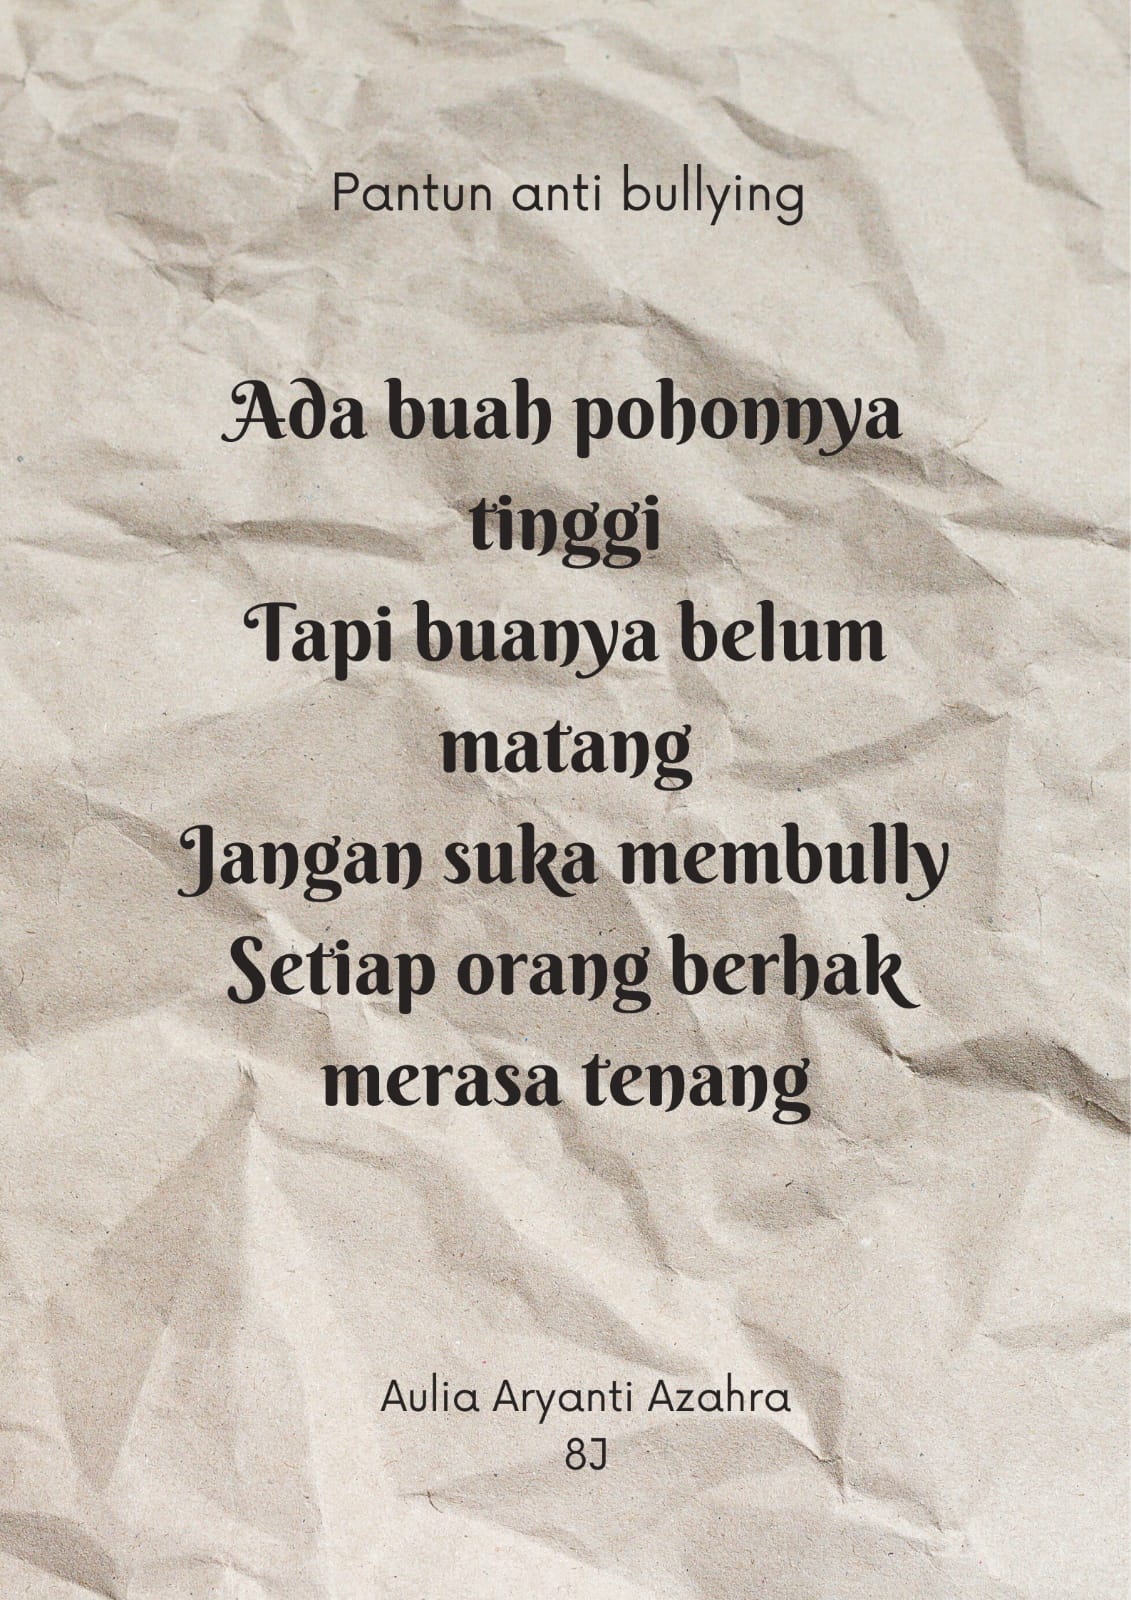 Pantun anti bullying
Ada buah pohonnya
tinggi
Tapi buanya belum
matang
Jangan suka membully
Setiap orang berhak
merasa tenang
Aulia Aryanti Azahra
8J